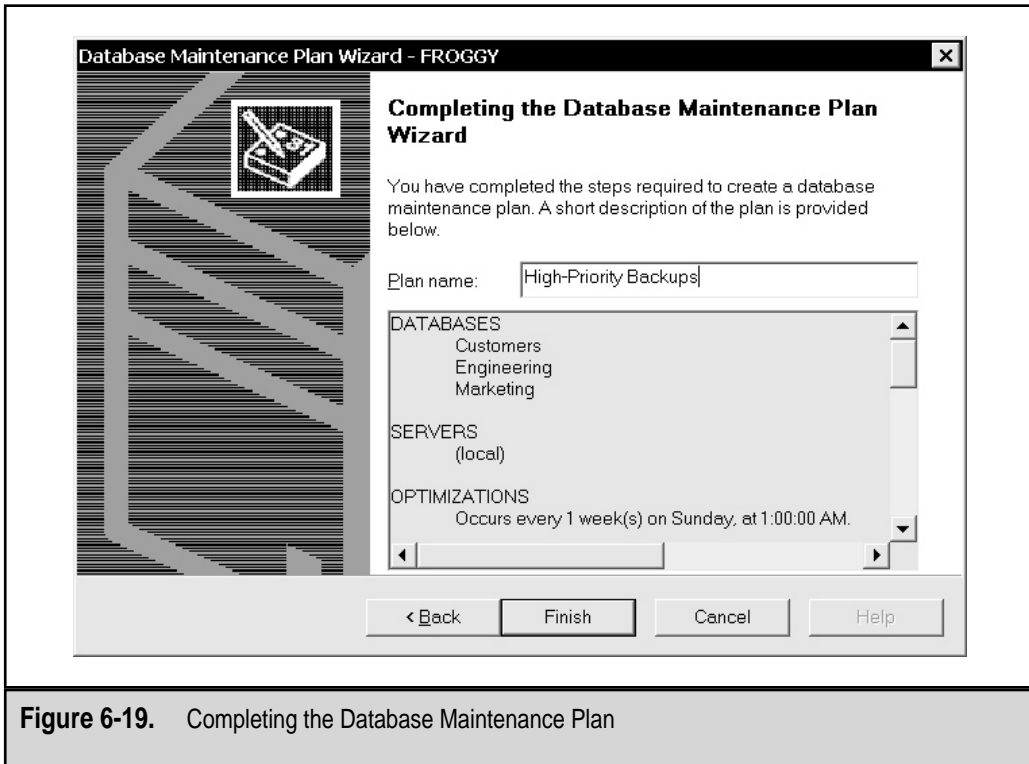 Database Maintenance Plan Wizard - FROGGY
Completing the Database Maintenance Plan
Wizard
You have completed the steps required to create a database
maintenance plan. A short description of the plan is provided
below.
Plan name: High-Priority Backups
DATABASES
Customers
Engineering
Marketing
SERVERS
(local)
OPTIMIZATIONS
Occurs every 1 week(s) on Sunday, at 1:00:00 AM.
< Back Finish Cancel Help
Figure 6-19. Completing the Database Maintenance Plan